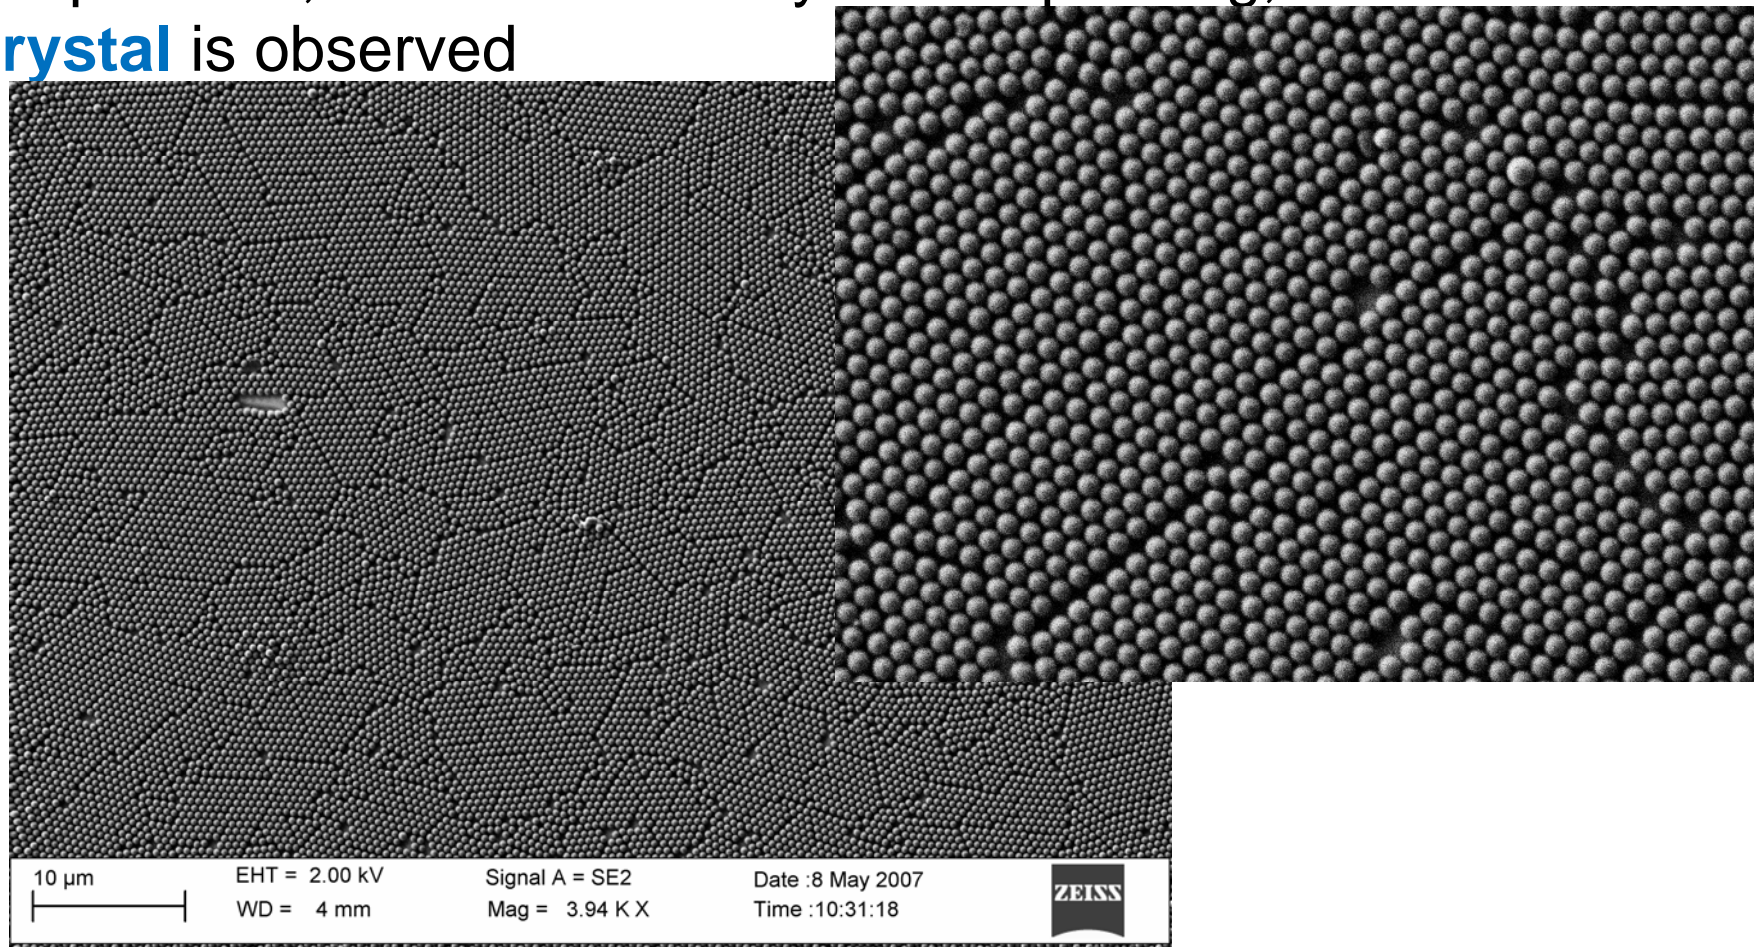 rystal is observed
10 µm
EHT = 2.00 kV
Signal A = SE2
Date :8 May 2007
ZEISS
WD = 4 mm
Mag = 3.94 K X
Time :10:31:18